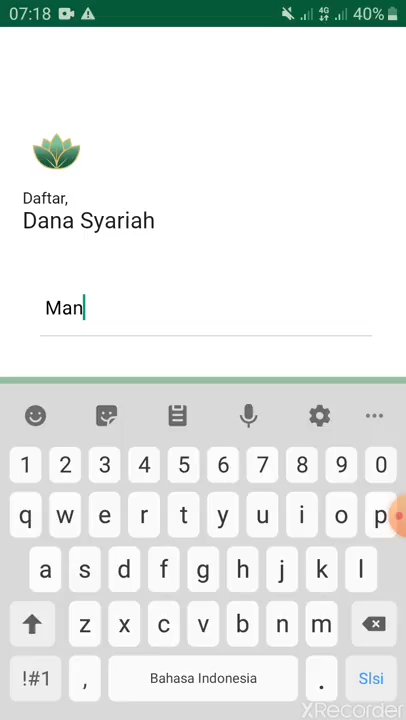 07:18 4G 40%
Daftar,
Dana Syariah
Man
1 2 3 4 5 6 7 8 9 0
q w e r t y u i o p
a s d f g h j k l
z x c v b n m
!#1 , Bahasa Indonesia . Slsi
XRecorder